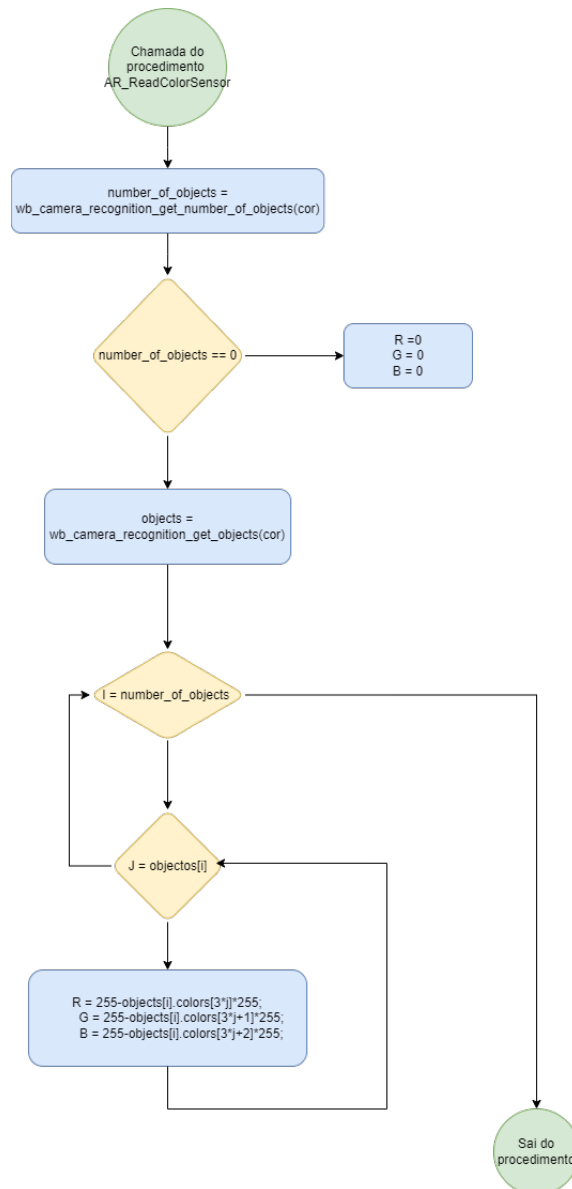 Chamada do
procedimento
AR_ReadColorSensor
number_of_objects =
wb_camera_recognition_get_number_of_objects(cor)
number_of_objects == 0
R =0
G = 0
B = 0
objects =
wb_camera_recognition_get_objects(cor)
I = number_of_objects
J = objectos[i]
R = 255-objects[i].colors[3*j]*255;
G = 255-objects[i].colors[3*j+1]*255;
B = 255-objects[i].colors[3*j+2]*255;
Sai do
procedimento